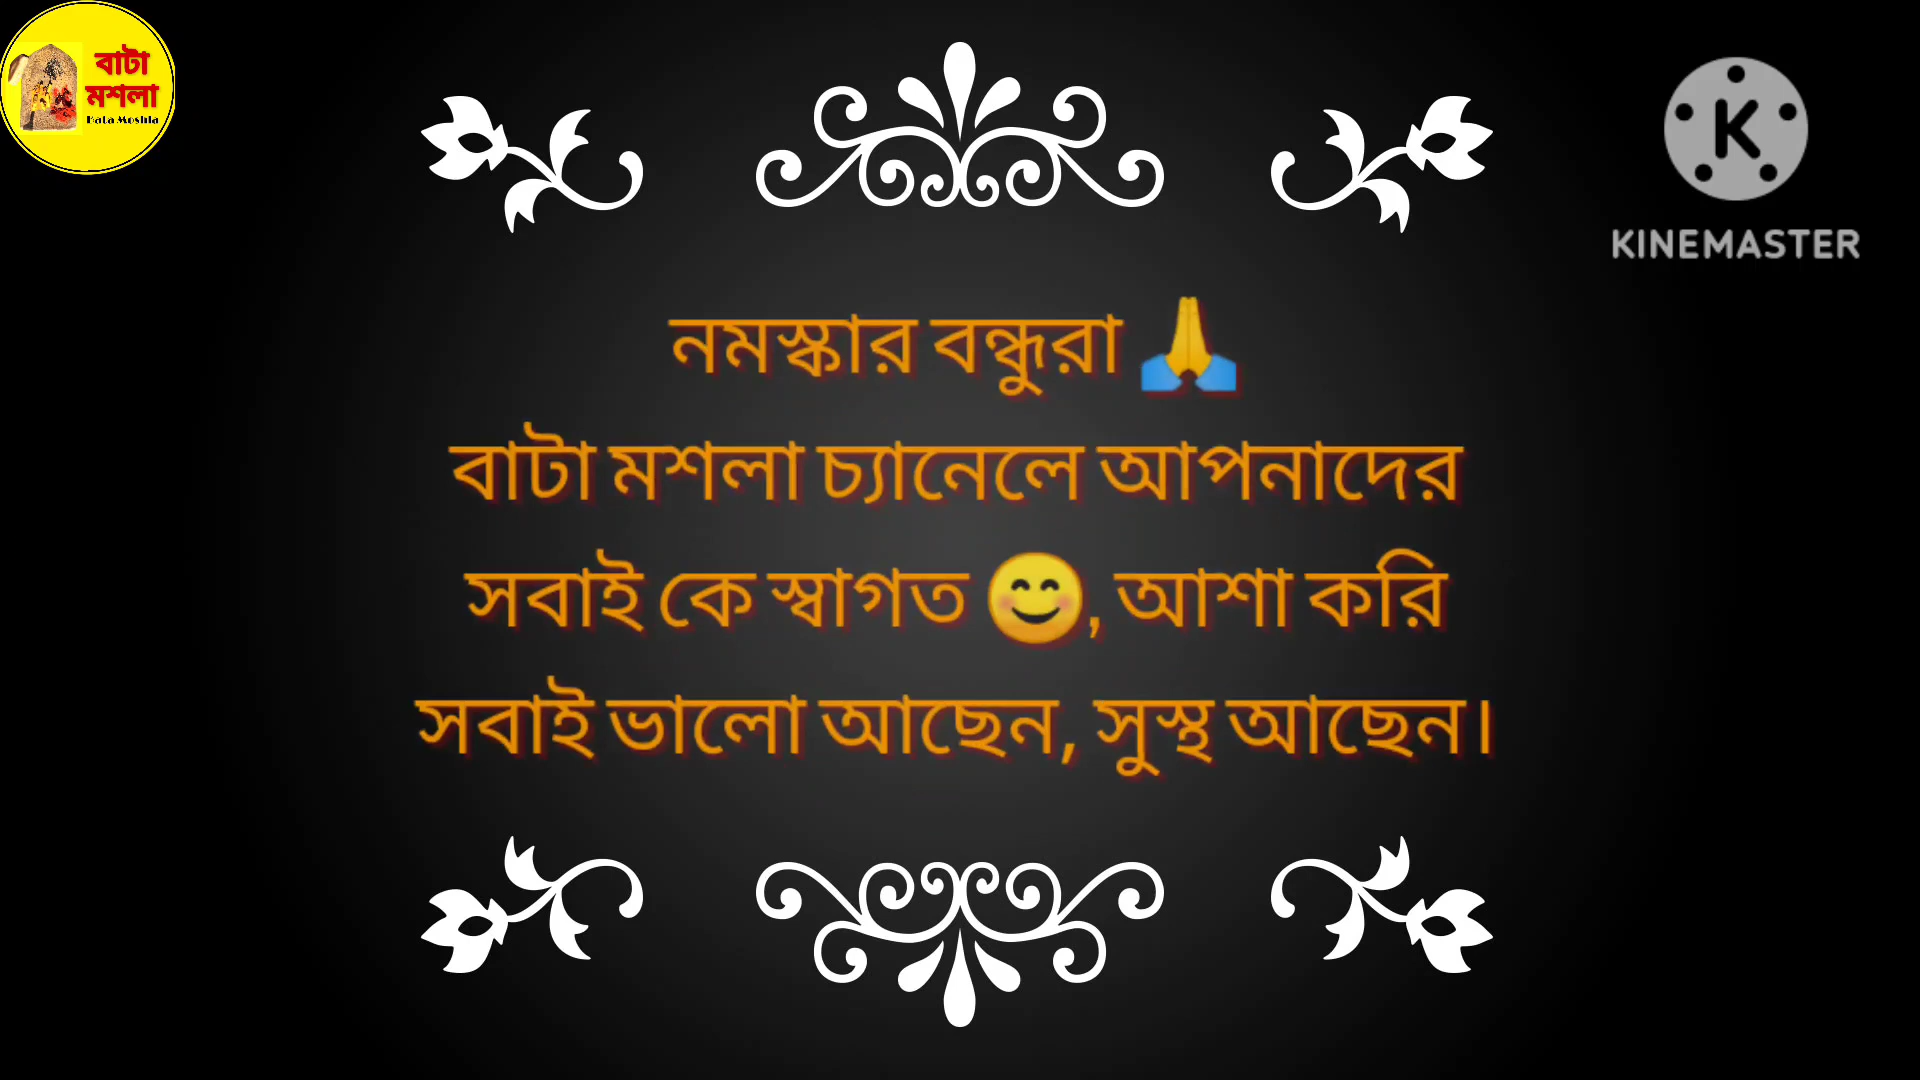 বাটা
মশলা
Bata Moshla
KINEMASTER
নমস্কার বন্ধুরা 🙏
বাটা মশলা চ্যানেলে আপনাদের
সবাই কে স্বাগত 😊, আশা করি
সবাই ভালো আছেন, সুস্থ আছেন।